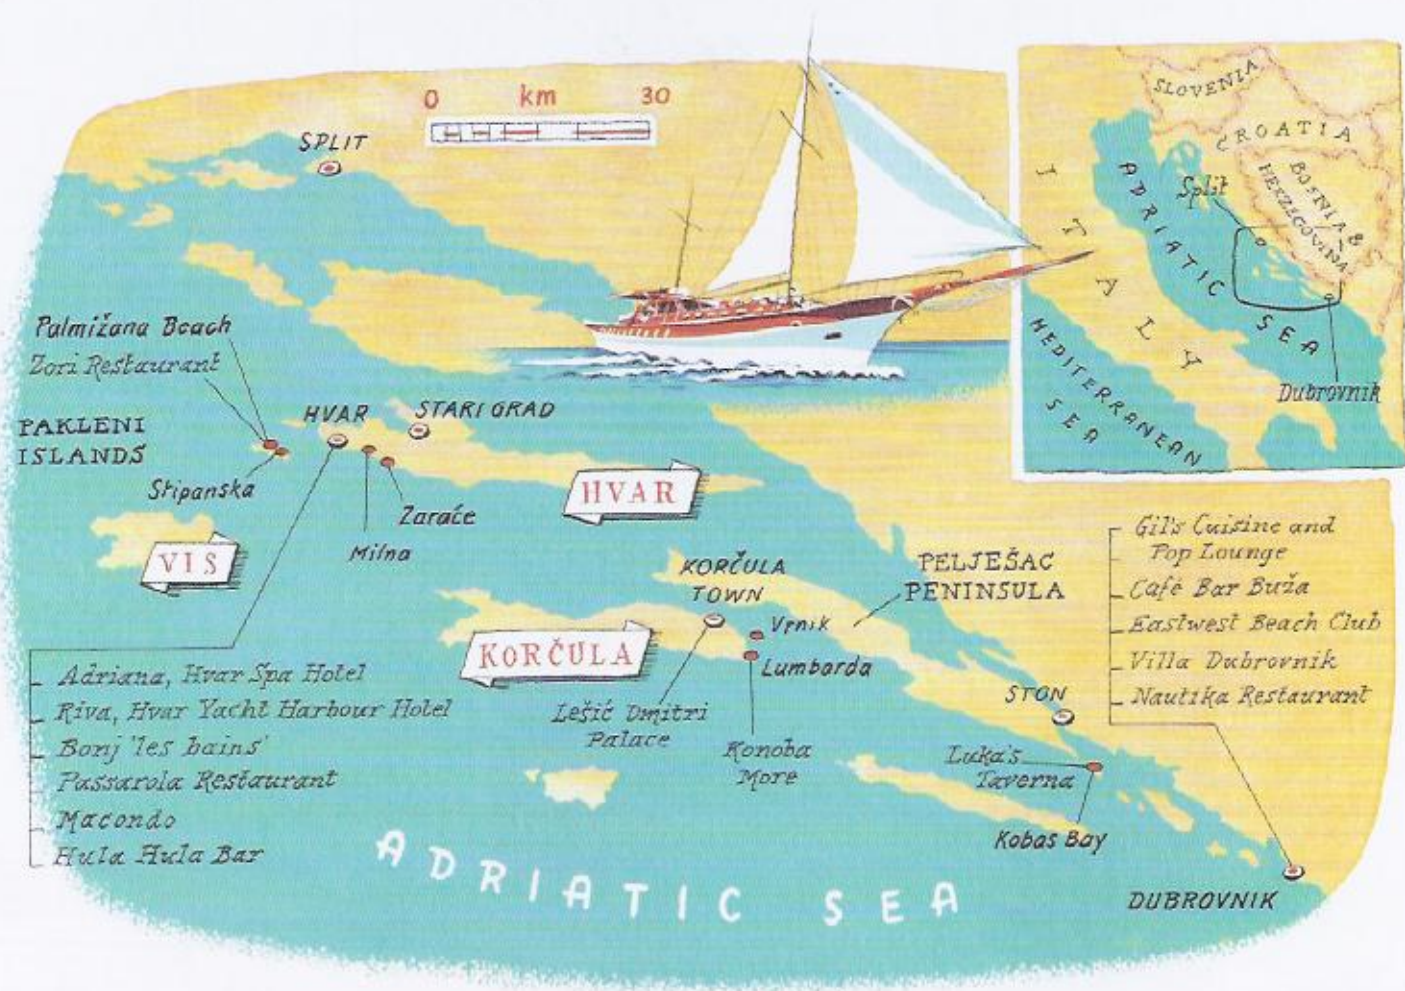 0 km 30
SPLIT
Palmižana Beach
Zori Restaurant
PAKLENI
ISLANDS
Stipanska
HVAR
STARI GRAD
Zaraće
Milna
HVAR
VIS
KORČULA
TOWN
PELJEŠAC
PENINSULA
Vrnik
Lumbarda
KORČULA
Lešić Dmitri
Palace
Konoba
More
STON
Luka's
Taverna
Kobas Bay
Adriana, Hvar Spa Hotel
Riva, Hvar Yacht Harbour Hotel
Bonj 'les bains'
Passarola Restaurant
Macondo
Hula Hula Bar
Gil's Cuisine and
Pop Lounge
Café Bar Buža
Eastwest Beach Club
Villa Dubrovnik
Nautika Restaurant
DUBROVNIK
ADRIATIC SEA
SLOVENIA
CROATIA
BOSNIA &
HERZEGOVINA
Split
ITALY
ADRIATIC
SEA
MEDITERRANEAN
SEA
Dubrovnik